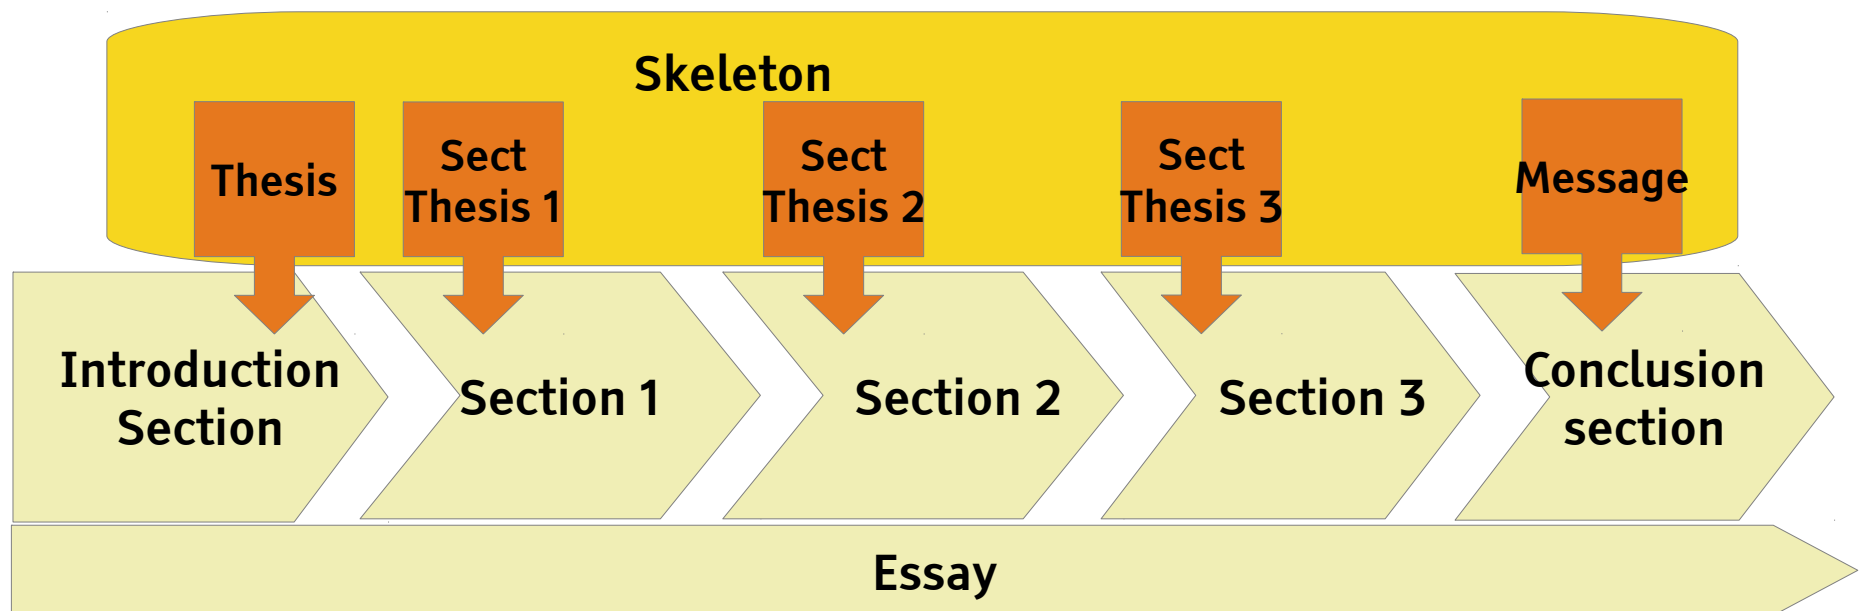 Skeleton
Thesis
Sect
Thesis 1
Sect
Thesis 2
Sect
Thesis 3
Message
Introduction
Section
Section 1
Section 2
Section 3
Conclusion
section
Essay